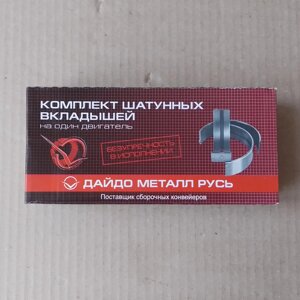 КОМПЛЕКТ ШАТУННЫХ
ВКЛАДЫШЕЙ
на один двигатель
БЕЗУПРЕЧНОСТЬ
В ИСПОЛНЕНИИ
ДАЙДО МЕТАЛЛ РУСЬ
Поставщик сборочных конвейеров